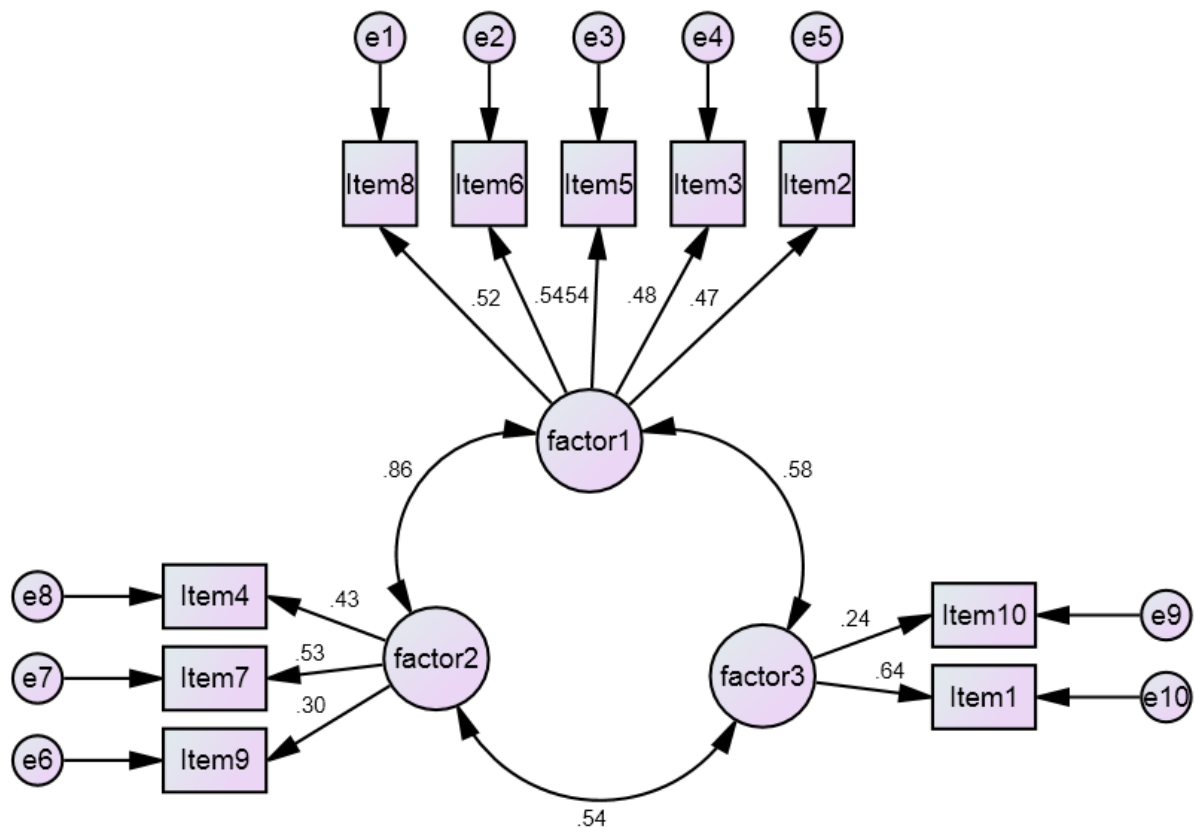 e1 e2 e3 e4 e5
Item8 Item6 Item5 Item3 Item2
.52 .5454 .48 .47
factor1
.86 .58
e8 Item4 .43
e7 Item7 .53
e6 Item9 .30
factor2
factor3
.24 Item10 e9
.64 Item1 e10
.54